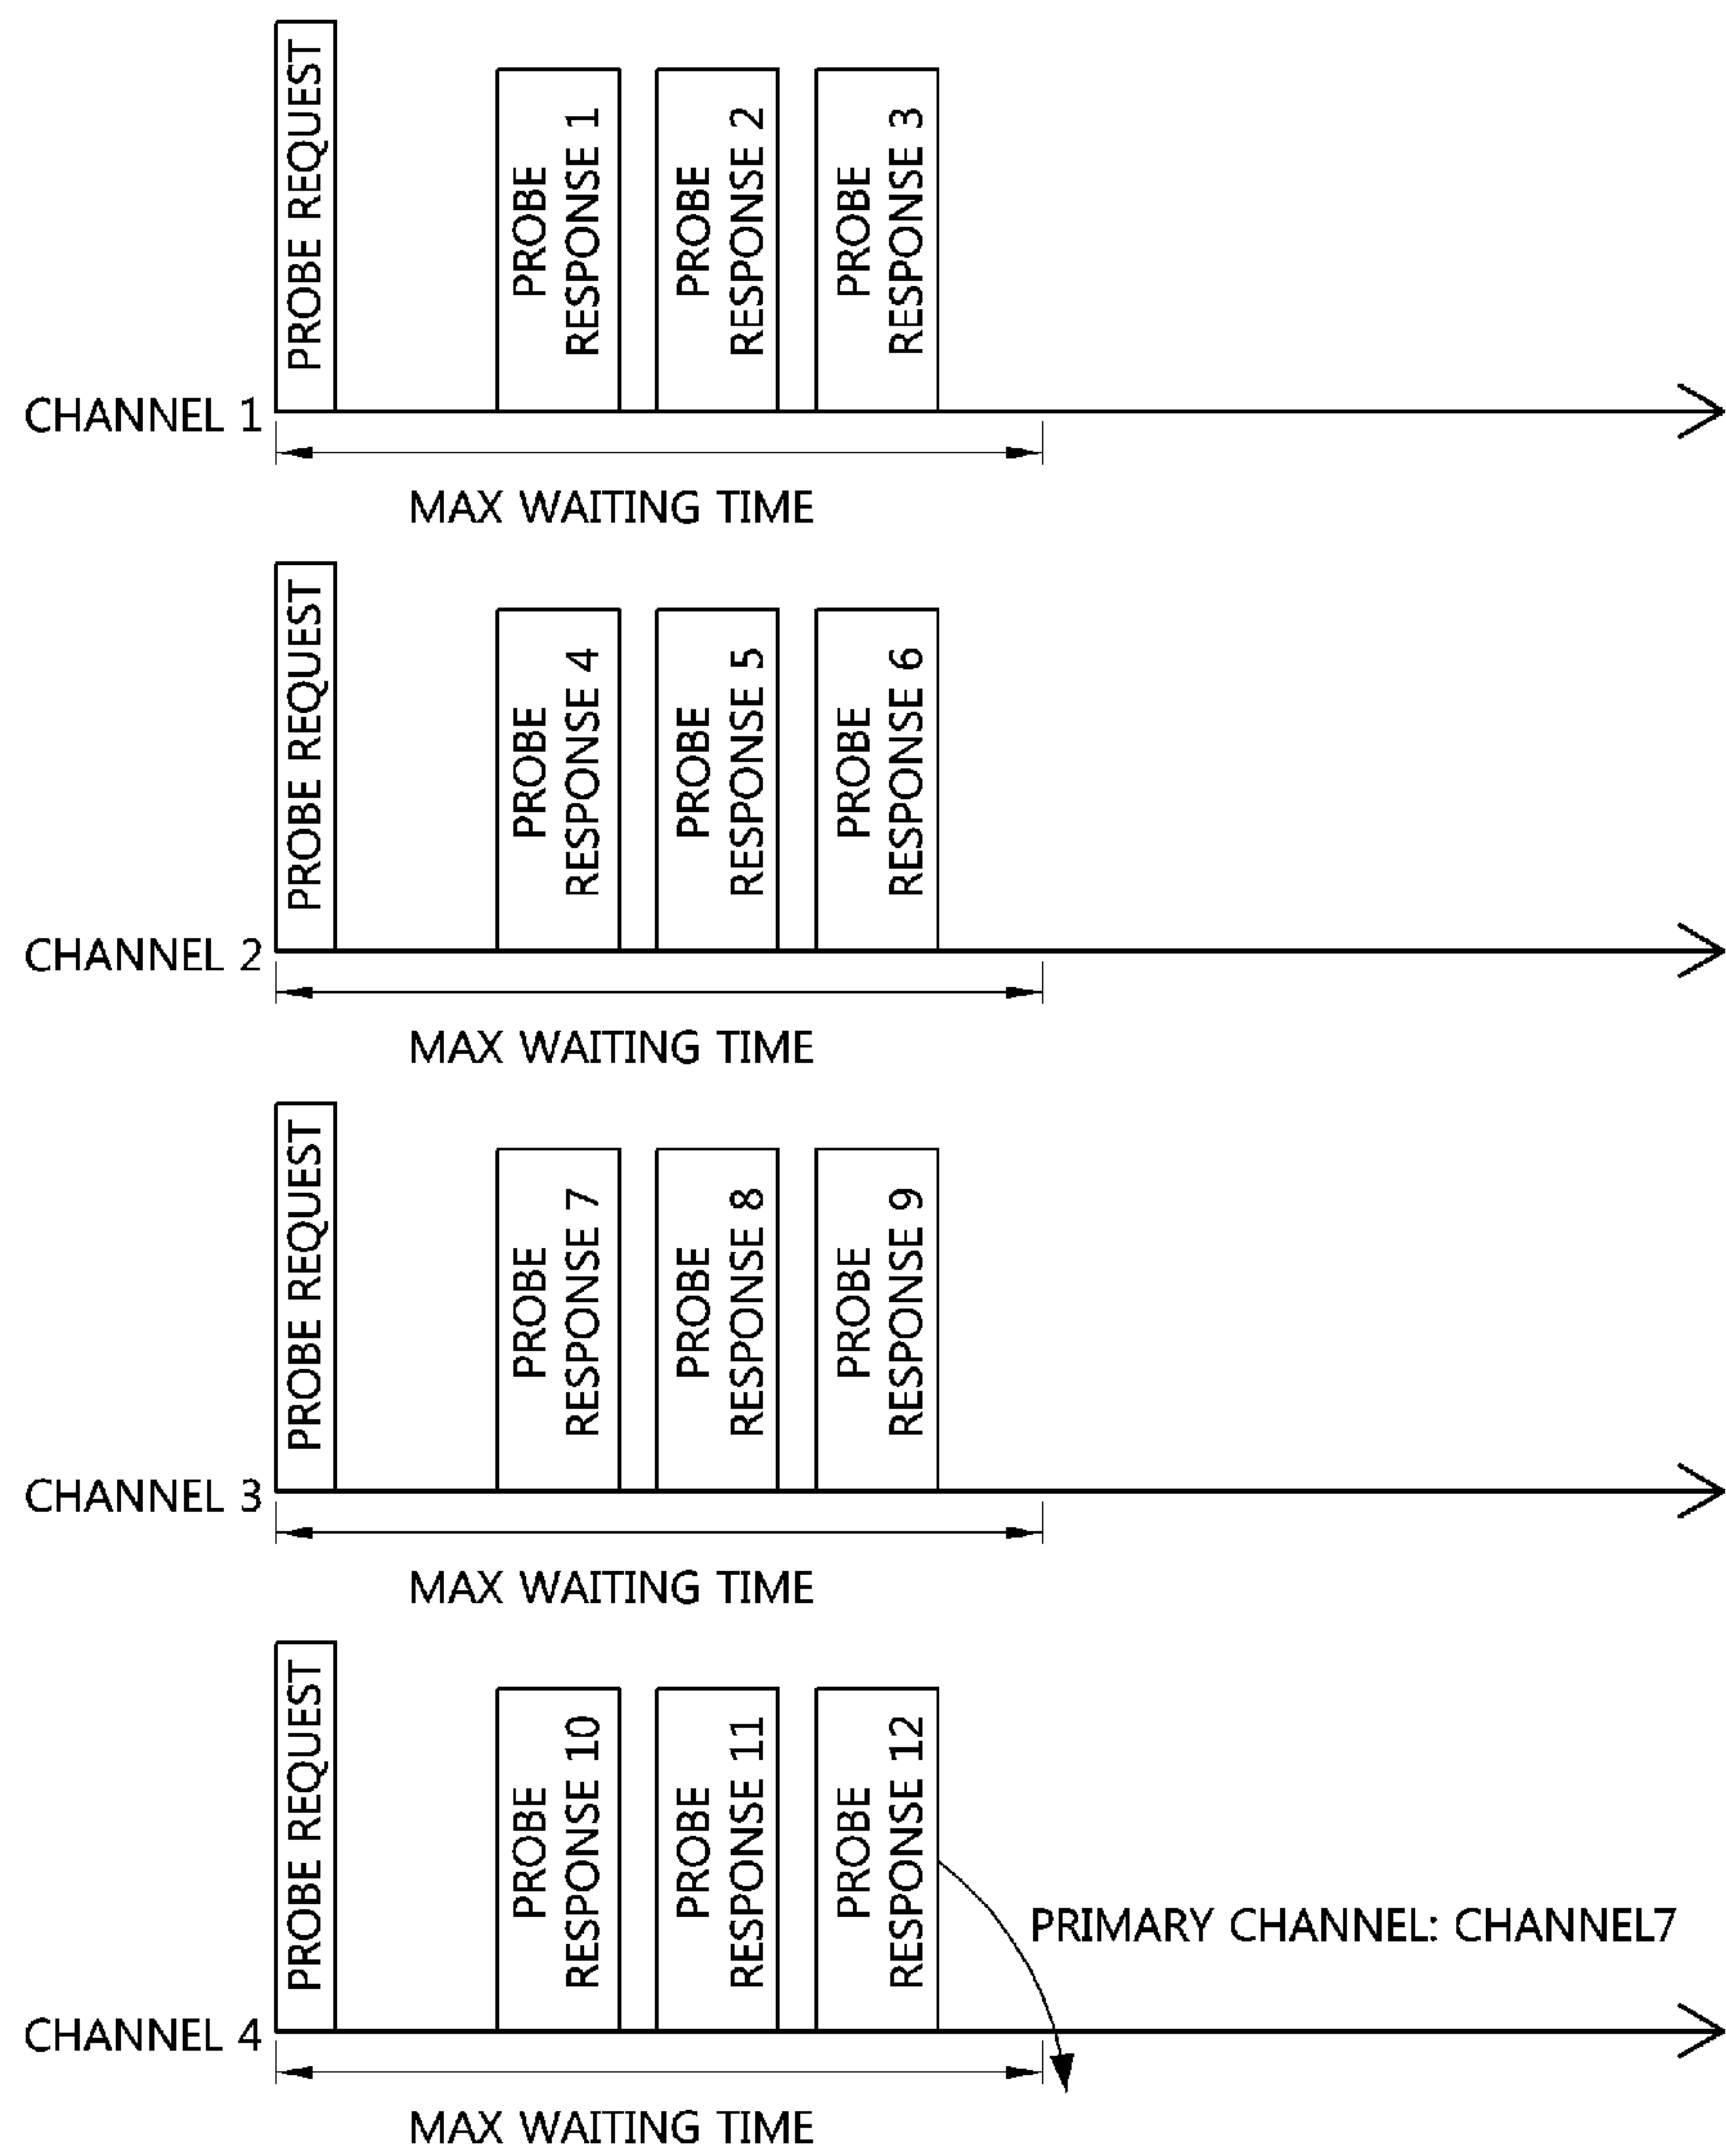 PROBE REQUEST
PROBE
RESPONSE 1
PROBE
RESPONSE 2
PROBE
RESPONSE 3
CHANNEL 1
MAX WAITING TIME
PROBE REQUEST
PROBE
RESPONSE 4
PROBE
RESPONSE 5
PROBE
RESPONSE 6
CHANNEL 2
MAX WAITING TIME
PROBE REQUEST
PROBE
RESPONSE 7
PROBE
RESPONSE 8
PROBE
RESPONSE 9
CHANNEL 3
MAX WAITING TIME
PROBE REQUEST
PROBE
RESPONSE 10
PROBE
RESPONSE 11
PROBE
RESPONSE 12
PRIMARY CHANNEL: CHANNEL7
CHANNEL 4
MAX WAITING TIME